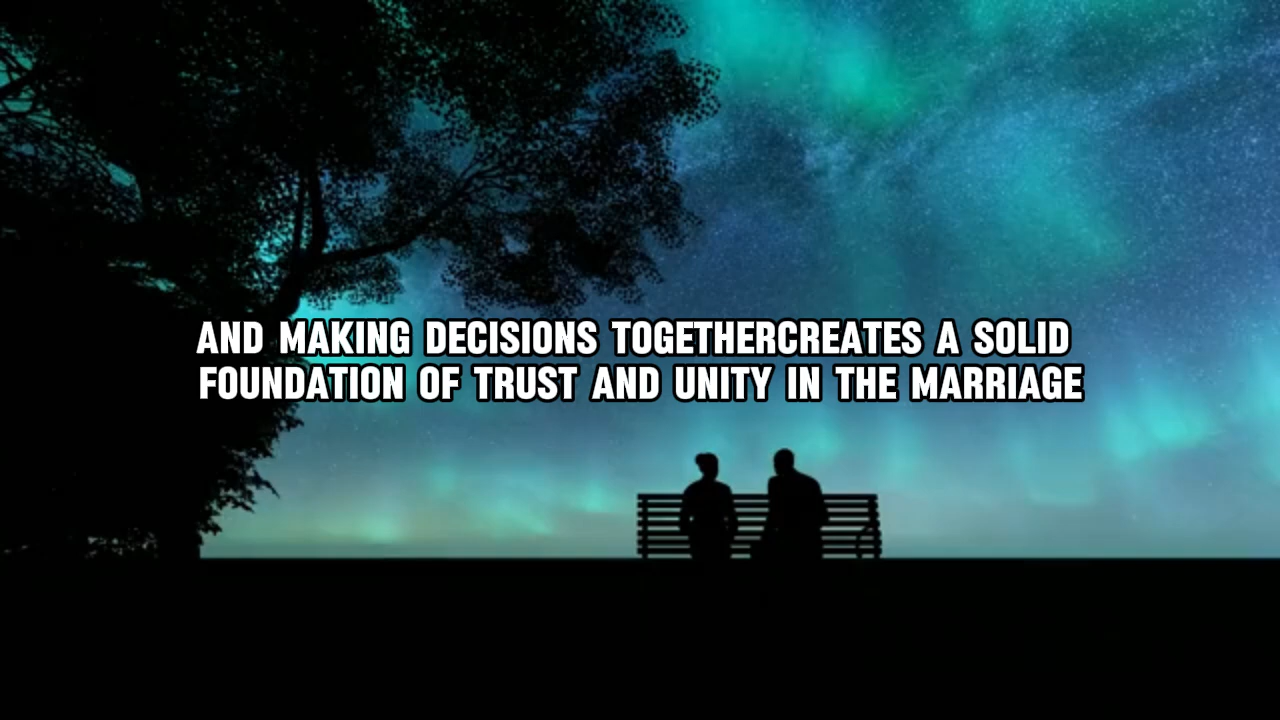 AND MAKING DECISIONS TOGETHERCREATES A SOLID
FOUNDATION OF TRUST AND UNITY IN THE MARRIAGE